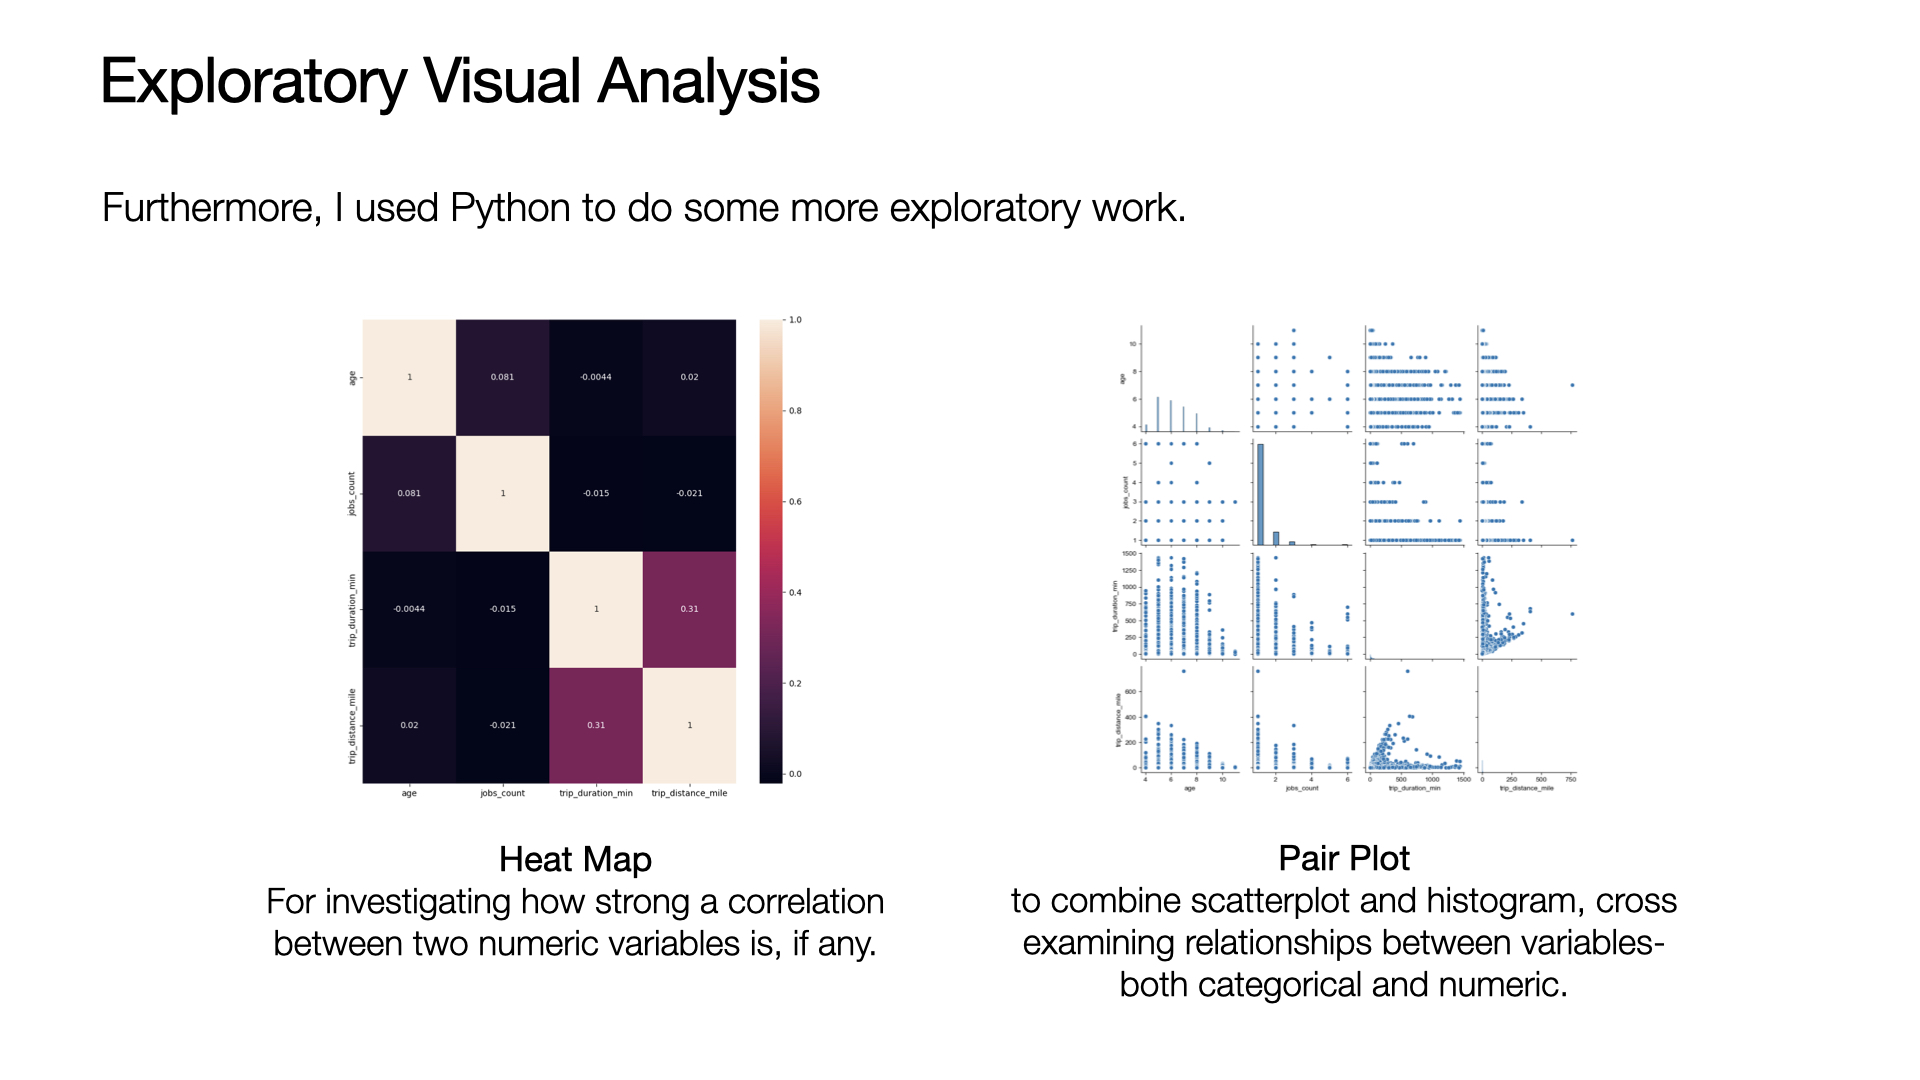 Exploratory Visual Analysis
Furthermore, I used Python to do some more exploratory work.
age
1
0.081
-0.0044
0.02
jobs_count
0.081
1
-0.015
-0.021
trip_duration_min
-0.0044
-0.015
1
0.31
trip_distance_mile
0.02
-0.021
0.31
1
age
jobs_count
trip_duration_min
trip_distance_mile
1.0
0.8
0.6
0.4
0.2
0.0
age
10
8
6
4
jobs_count
6
5
4
3
2
1
trip_duration_min
1500
1250
1000
750
500
250
0
trip_distance_mile
600
400
200
0
4 6 8 10
2 4 6
0 500 1000 1500
0 250 500 750
age
jobs_count
trip_duration_min
trip_distance_mile
Heat Map
For investigating how strong a correlation
between two numeric variables is, if any.
Pair Plot
to combine scatterplot and histogram, cross
examining relationships between variables-
both categorical and numeric.